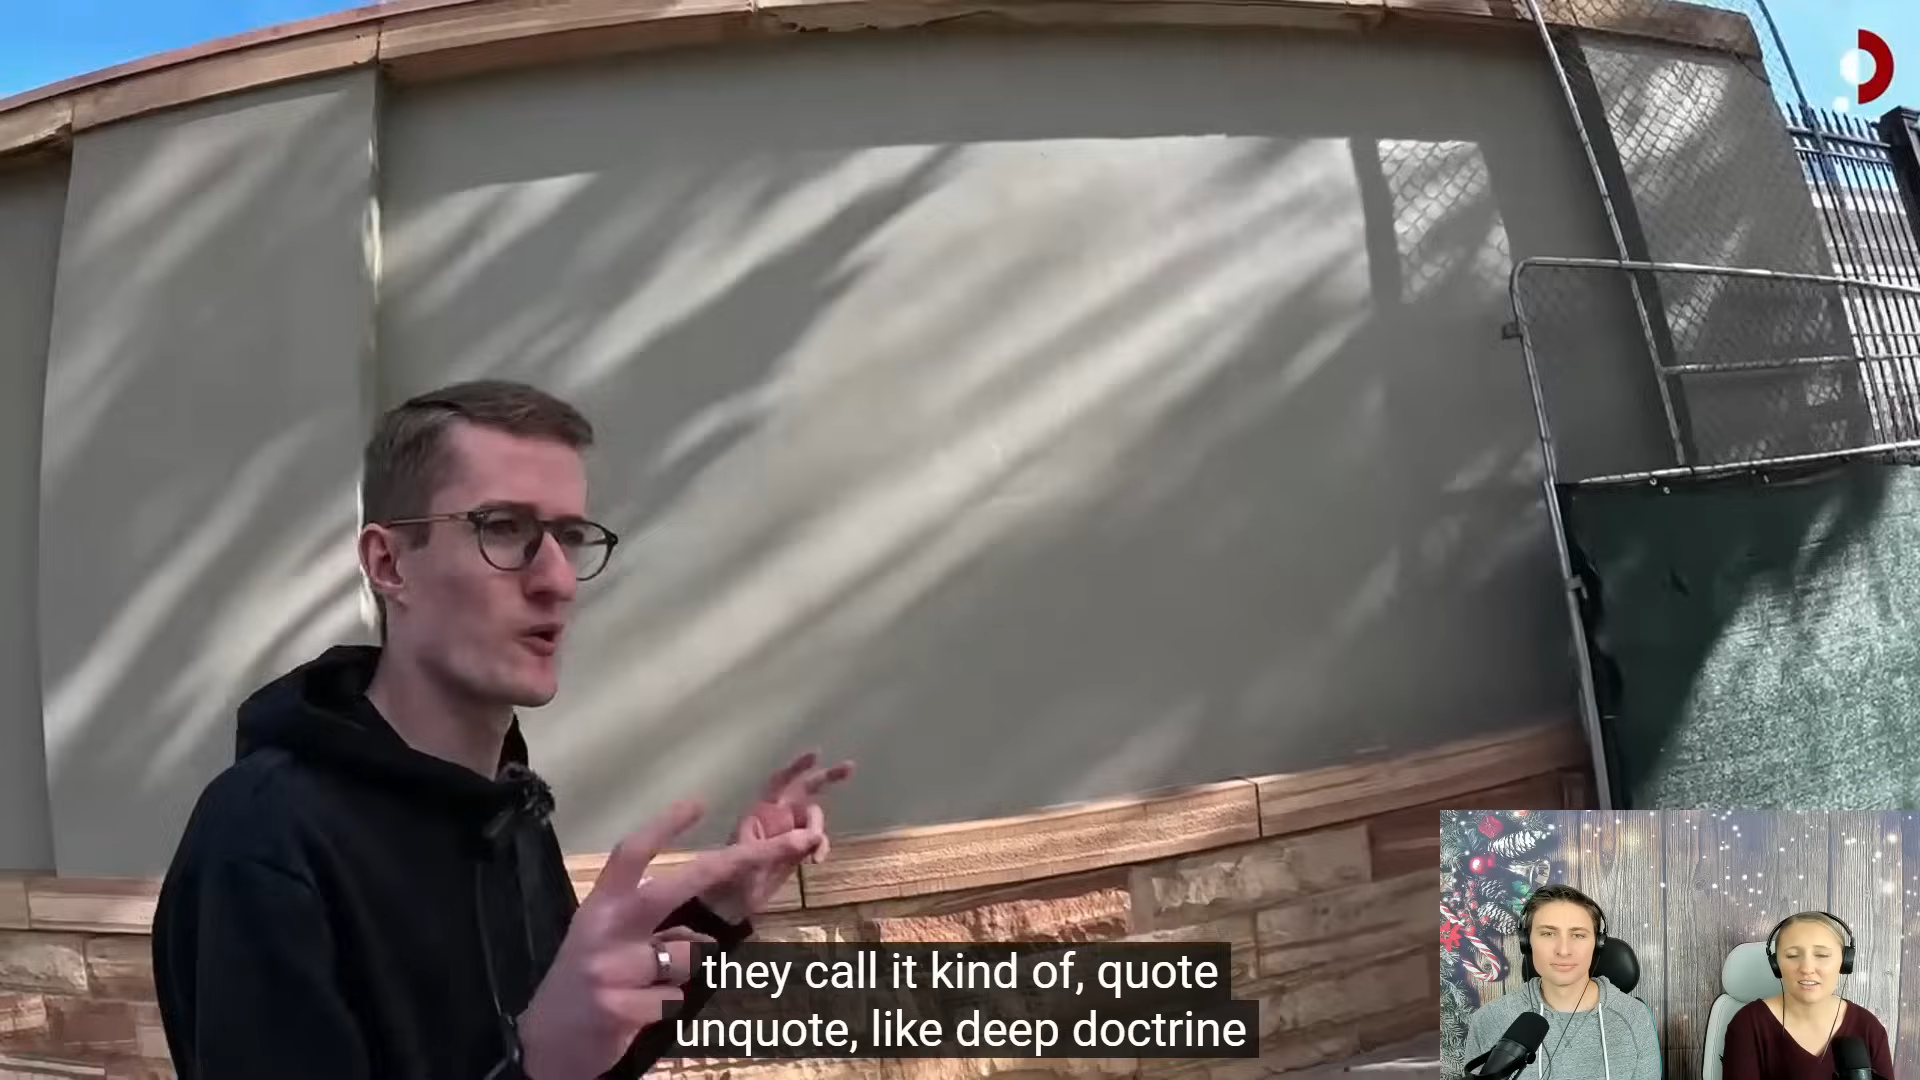 they call it kind of, quote
unquote, like deep doctrine